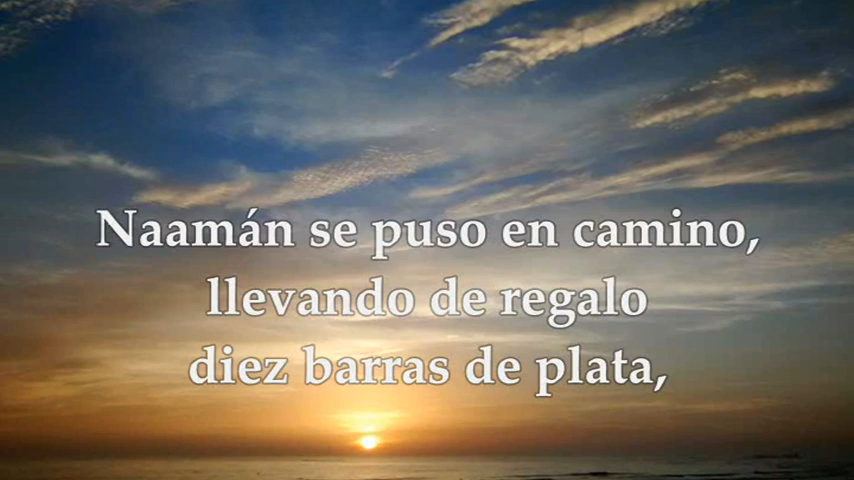 Naamán se puso en camino,
llevando de regalo
diez barras de plata,